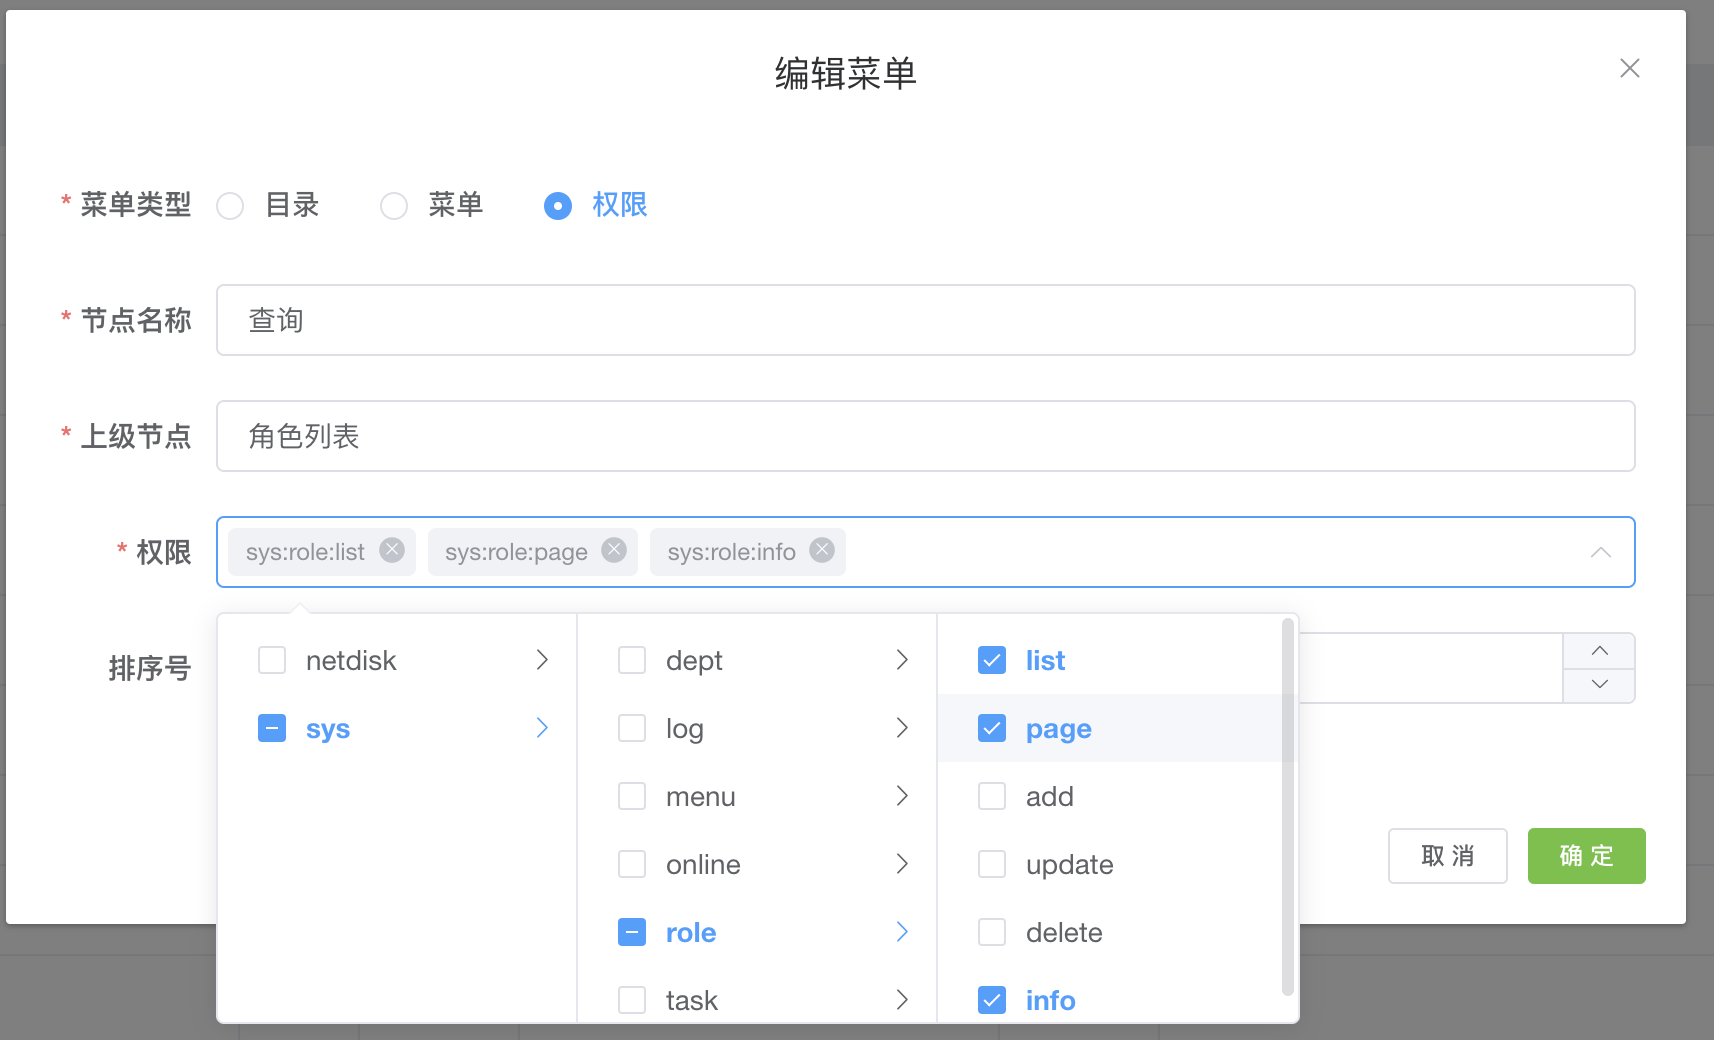 编辑菜单
* 菜单类型 目录 菜单 权限
* 节点名称 查询
* 上级节点 角色列表
* 权限 sys:role:list sys:role:page sys:role:info
排序号
netdisk dept list
sys log page
menu add
online update
role delete
task info
取 消 确 定